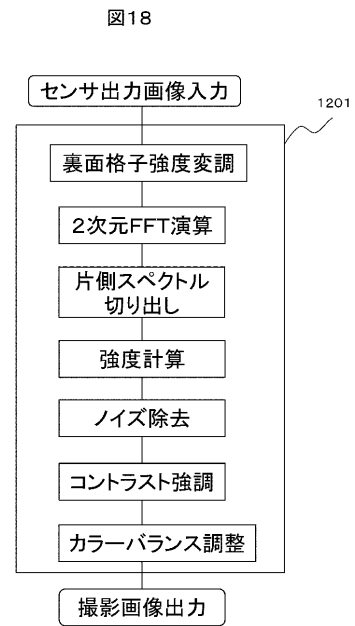 図18
センサ出力画像入力
1201
裏面格子強度変調
２次元ＦＦＴ演算
片側スペクトル
切り出し
強度計算
ノイズ除去
コントラスト強調
カラーバランス調整
撮影画像出力